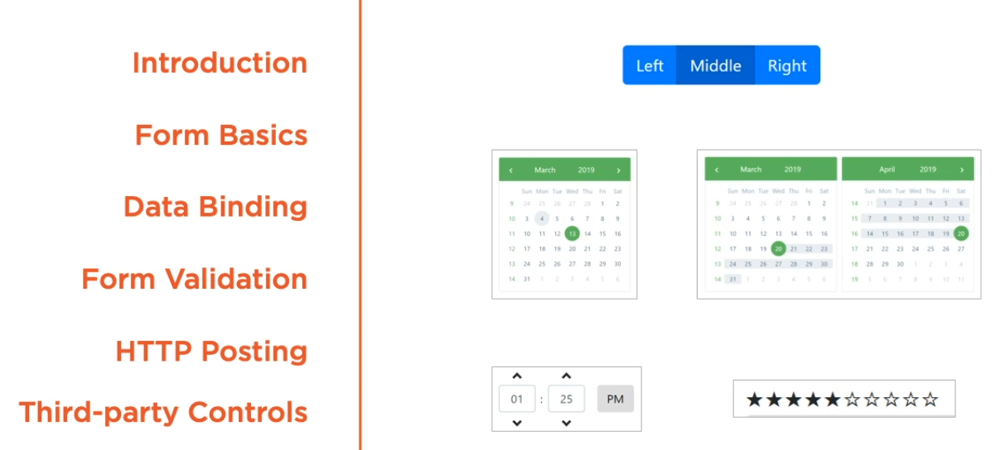 Introduction
Form Basics
Data Binding
Form Validation
HTTP Posting
Third-party Controls
Left Middle Right
‹ March 2019 ›
Sun Mon Tue Wed Thu Fri Sat
9 24 25 26 27 28 1 2
10 3 4 5 6 7 8 9
11 10 11 12 13 14 15 16
12 17 18 19 20 21 22 23
13 24 25 26 27 28 29 30
14 31 1 2 3 4 5 6
‹ March 2019
Sun Mon Tue Wed Thu Fri Sat
9 24 25 26 27 28 1 2
10 3 4 5 6 7 8 9
11 10 11 12 13 14 15 16
12 17 18 19 20 21 22 23
13 24 25 26 27 28 29 30
14 31 1 2 3 4 5 6
April 2019 ›
Sun Mon Tue Wed Thu Fri Sat
14 31 1 2 3 4 5 6
15 7 8 9 10 11 12 13
16 14 15 16 17 18 19 20
17 21 22 23 24 25 26 27
18 28 29 30 1 2 3 4
19 5 6 7 8 9 10 11
01 : 25 PM